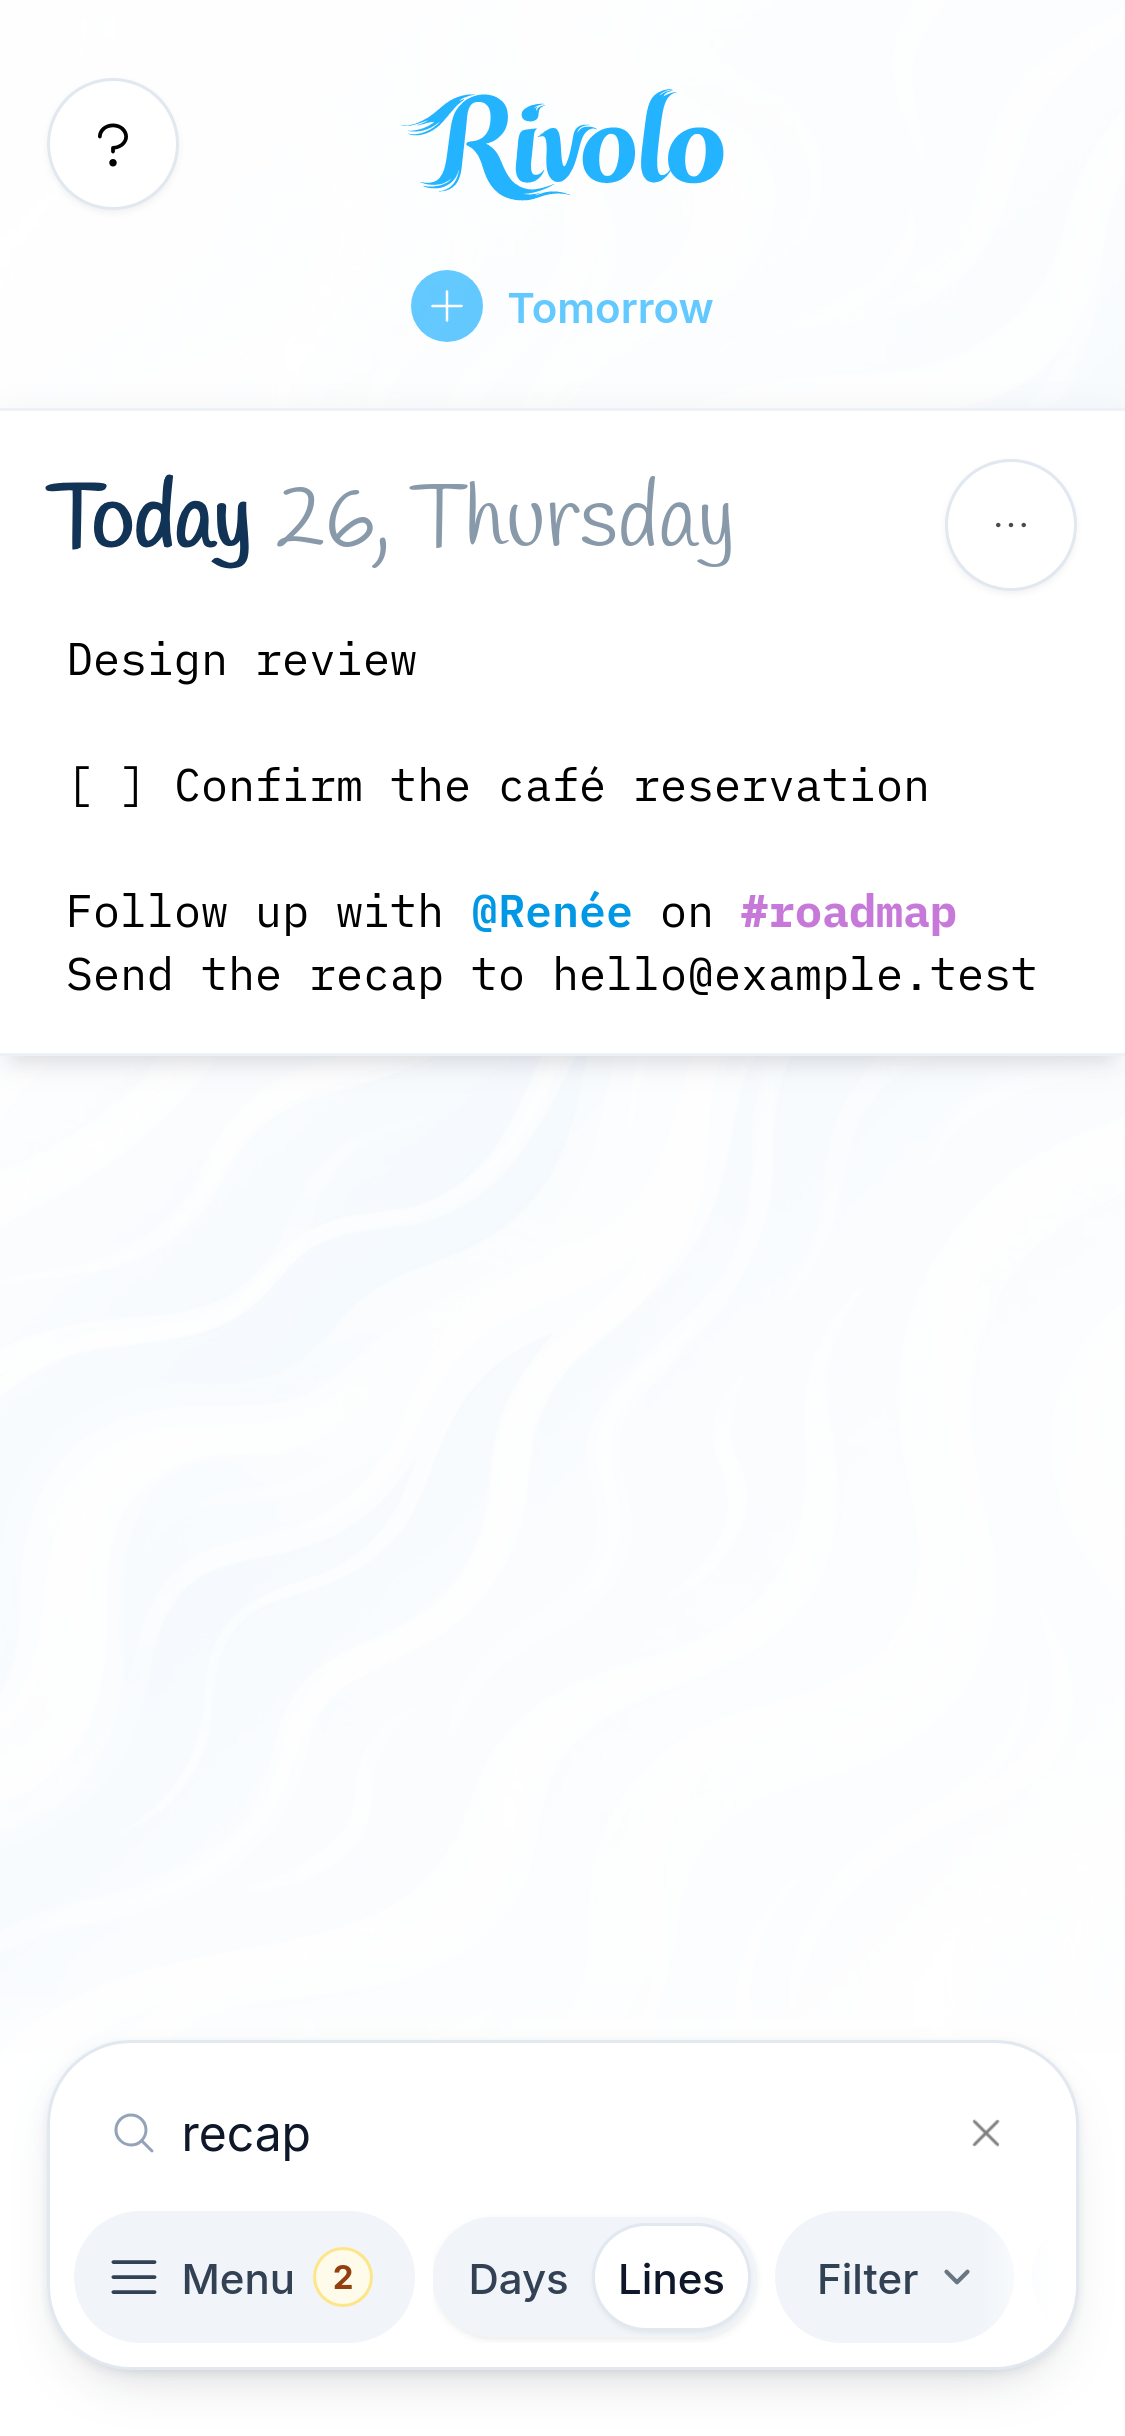 ?
Rivolo
Tomorrow
Today 26, Thursday
...
Design review
[ ] Confirm the café reservation
Follow up with @Renée on #roadmap
Send the recap to hello@example.test
recap
Menu 2 Days Lines Filter